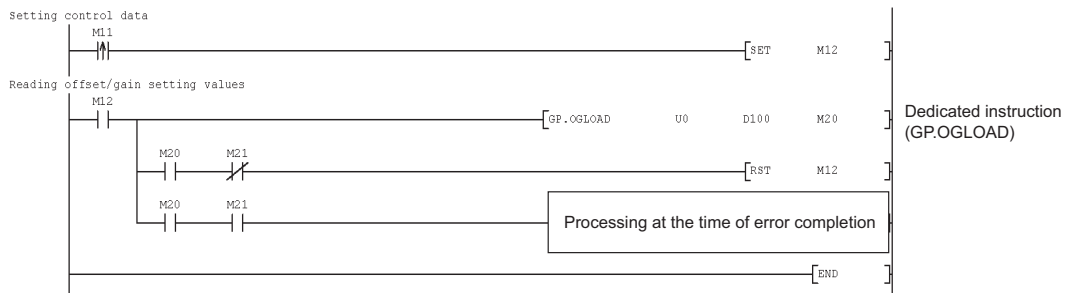 Setting control data
M11
SET M12
Reading offset/gain setting values
M12
GP.OGLOAD U0 D100 M20
Dedicated instruction
(GP.OGLOAD)
M20 M21
RST M12
M20 M21
Processing at the time of error completion
END